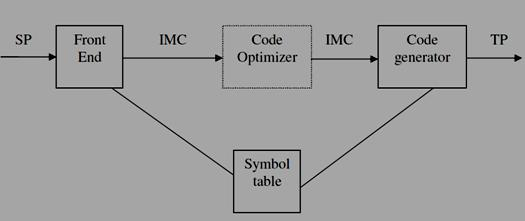 SP
Front
End
IMC
Code
Optimizer
IMC
Code
generator
TP
Symbol
table